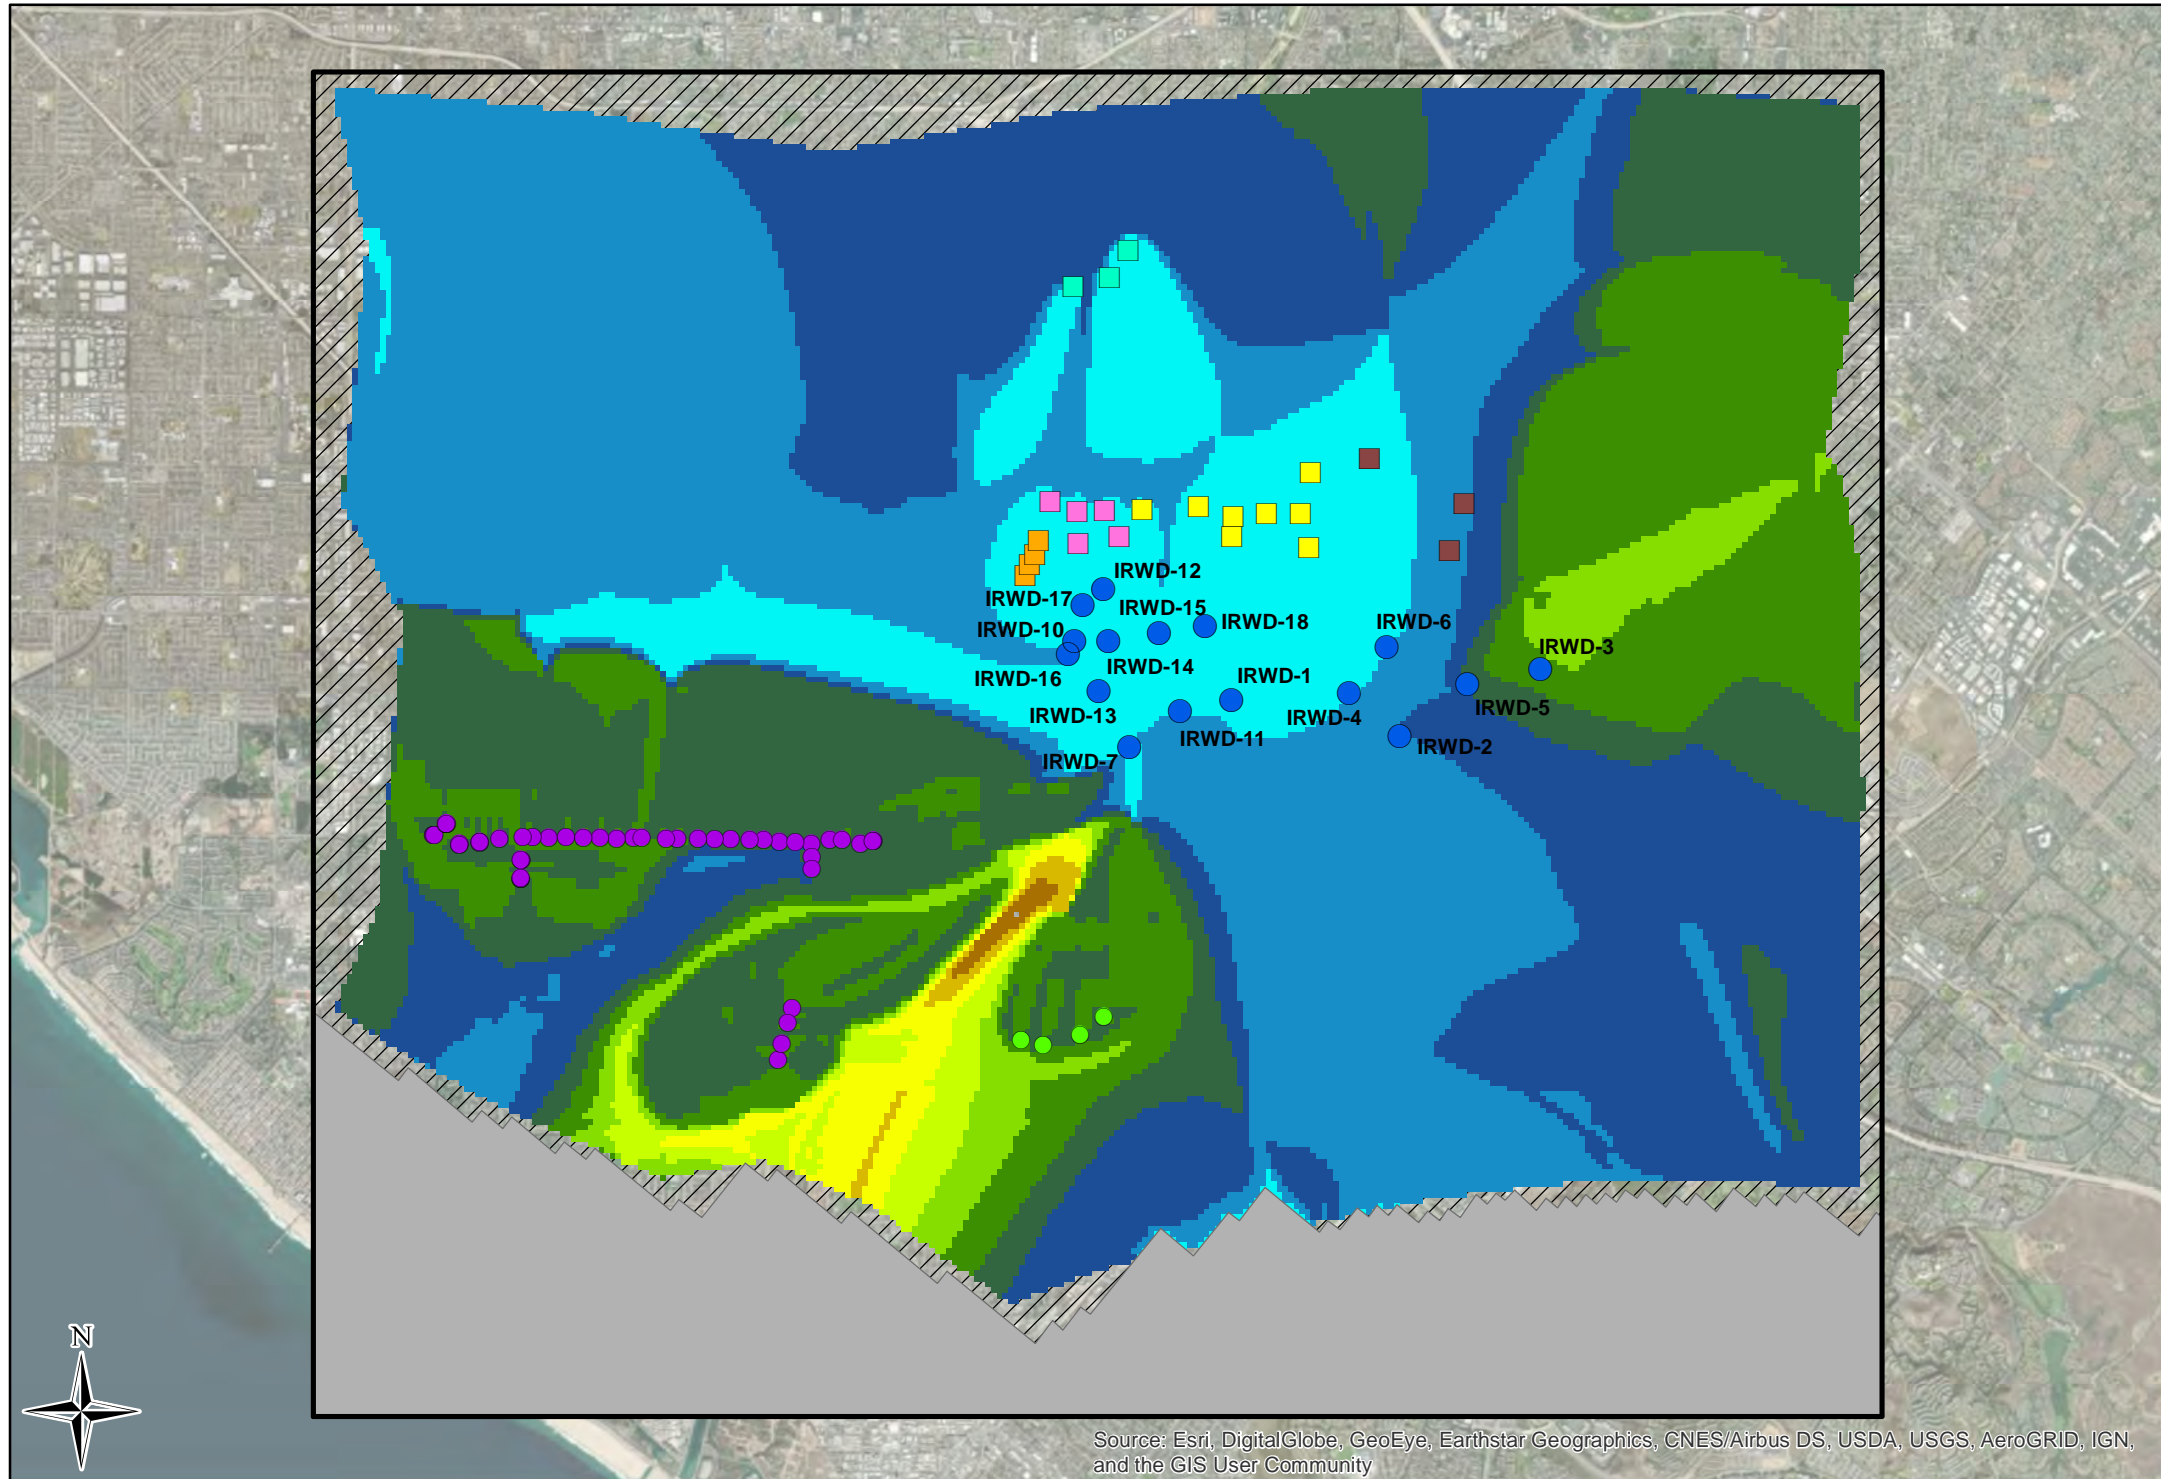 IRWD-12
IRWD-17
IRWD-15
IRWD-18
IRWD-10
IRWD-6
IRWD-3
IRWD-14
IRWD-16
IRWD-1
IRWD-5
IRWD-13
IRWD-4
IRWD-11
IRWD-2
IRWD-7
N
Source: Esri, DigitalGlobe, GeoEye, Earthstar Geographics, CNES/Airbus DS, USDA, USGS, AeroGRID, IGN,
and the GIS User Community